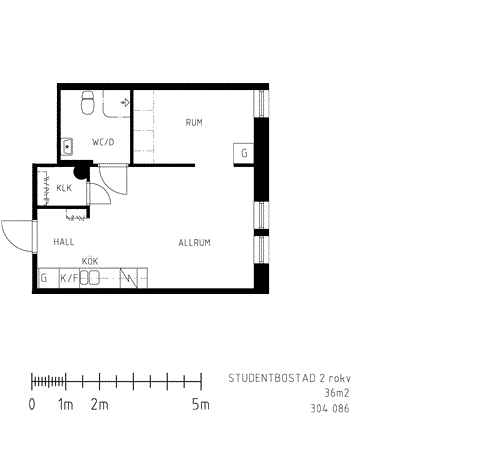 RUM
WC/D
G
KLK
HALL
ALLRUM
KÖK
G K/F
STUDENTBOSTAD 2 rokv
36m2
304 086
0 1m 2m 5m